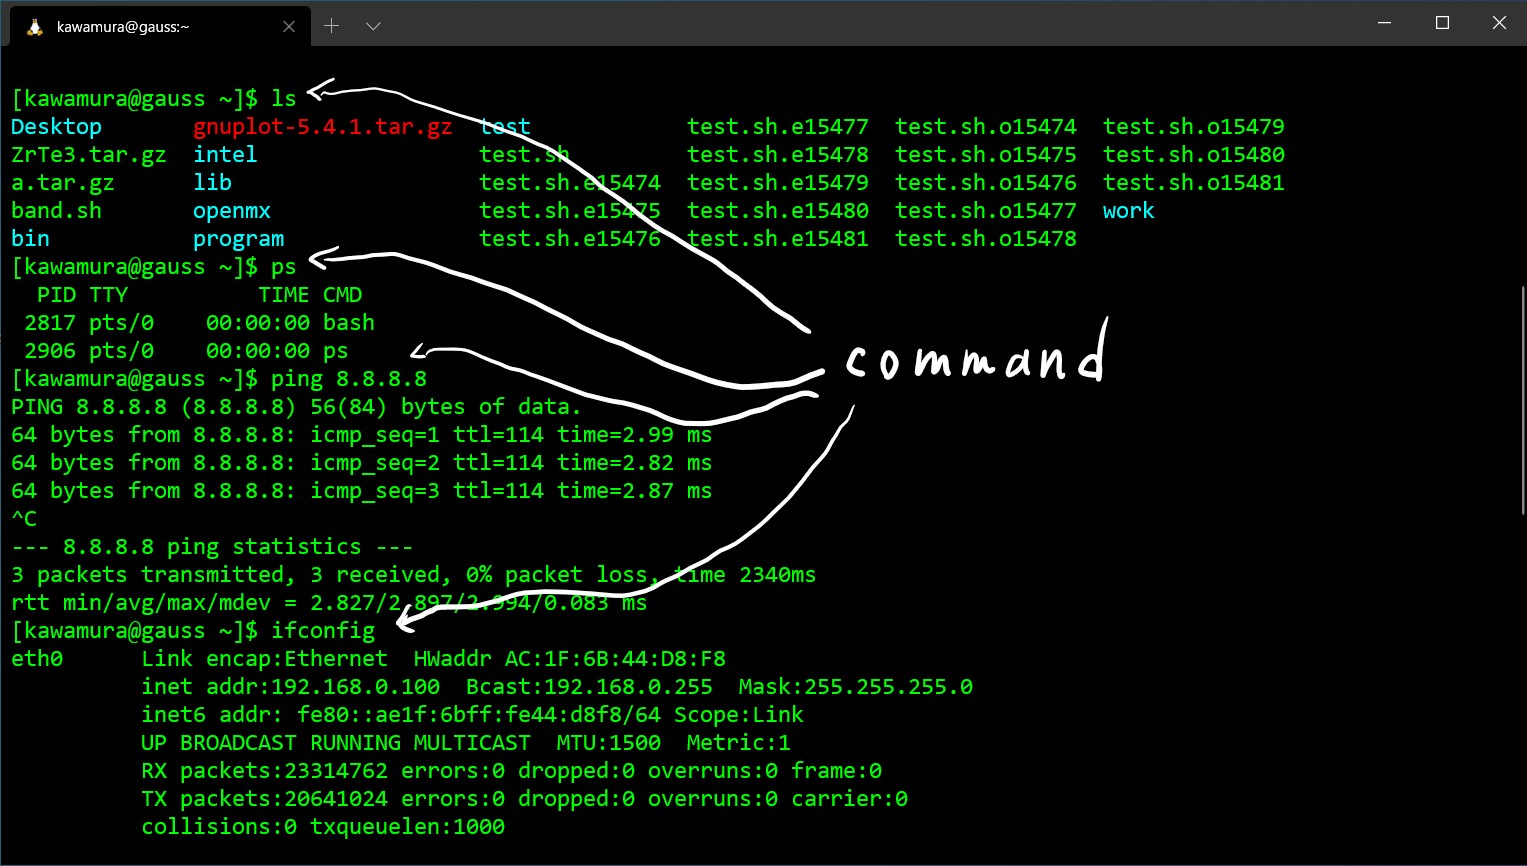 kawamura@gauss:~
[kawamura@gauss ~]$ ls
Desktop gnuplot-5.4.1.tar.gz test test.sh.e15477 test.sh.o15474 test.sh.o15479
ZrTe3.tar.gz intel test.sh test.sh.e15478 test.sh.o15475 test.sh.o15480
a.tar.gz lib test.sh.e15474 test.sh.e15479 test.sh.o15476 test.sh.o15481
band.sh openmx test.sh.e15475 test.sh.e15480 test.sh.o15477 work
bin program test.sh.e15476 test.sh.e15481 test.sh.o15478
[kawamura@gauss ~]$ ps
PID TTY TIME CMD
2817 pts/0 00:00:00 bash
2906 pts/0 00:00:00 ps
command
[kawamura@gauss ~]$ ping 8.8.8.8
PING 8.8.8.8 (8.8.8.8) 56(84) bytes of data.
64 bytes from 8.8.8.8: icmp_seq=1 ttl=114 time=2.99 ms
64 bytes from 8.8.8.8: icmp_seq=2 ttl=114 time=2.82 ms
64 bytes from 8.8.8.8: icmp_seq=3 ttl=114 time=2.87 ms
^C
--- 8.8.8.8 ping statistics ---
3 packets transmitted, 3 received, 0% packet loss, time 2340ms
rtt min/avg/max/mdev = 2.827/2.897/2.994/0.083 ms
[kawamura@gauss ~]$ ifconfig
eth0 Link encap:Ethernet HWaddr AC:1F:6B:44:D8:F8
inet addr:192.168.0.100 Bcast:192.168.0.255 Mask:255.255.255.0
inet6 addr: fe80::ae1f:6bff:fe44:d8f8/64 Scope:Link
UP BROADCAST RUNNING MULTICAST MTU:1500 Metric:1
RX packets:23314762 errors:0 dropped:0 overruns:0 frame:0
TX packets:20641024 errors:0 dropped:0 overruns:0 carrier:0
collisions:0 txqueuelen:1000